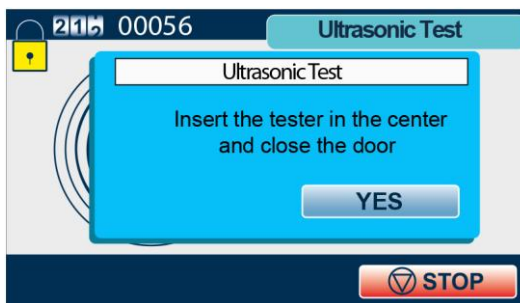 00056
Ultrasonic Test
Ultrasonic Test
Insert the tester in the center
and close the door
YES
STOP